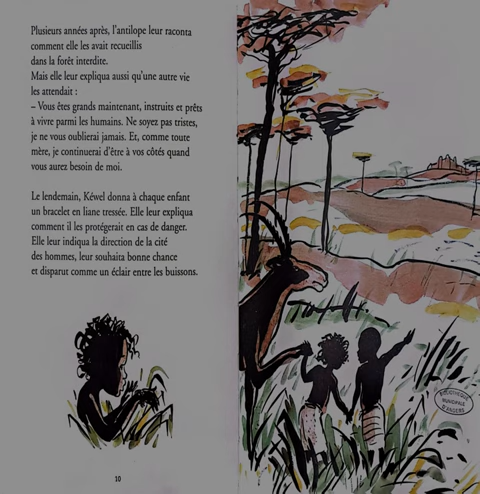 Plusieurs années après, l'antilope leur raconta
comment elle les avait recueillis
dans la forêt interdite.
Mais elle leur expliqua aussi qu'une autre vie
les attendait :
– Vous êtes grands maintenant, instruits et prêts
à vivre parmi les humains. Ne soyez pas tristes,
je ne vous oublierai jamais. Et, comme toute
mère, je continuerai d'être à vos côtés quand
vous aurez besoin de moi.
Le lendemain, Kéwel donna à chaque enfant
un bracelet en liane tressée. Elle leur expliqua
comment il les protégerait en cas de danger.
Elle leur indiqua la direction de la cité
des hommes, leur souhaita bonne chance
et disparut comme un éclair entre les buissons.
10
BIBLIOTHÈQUE
MUNICIPALE
D'ANGERS